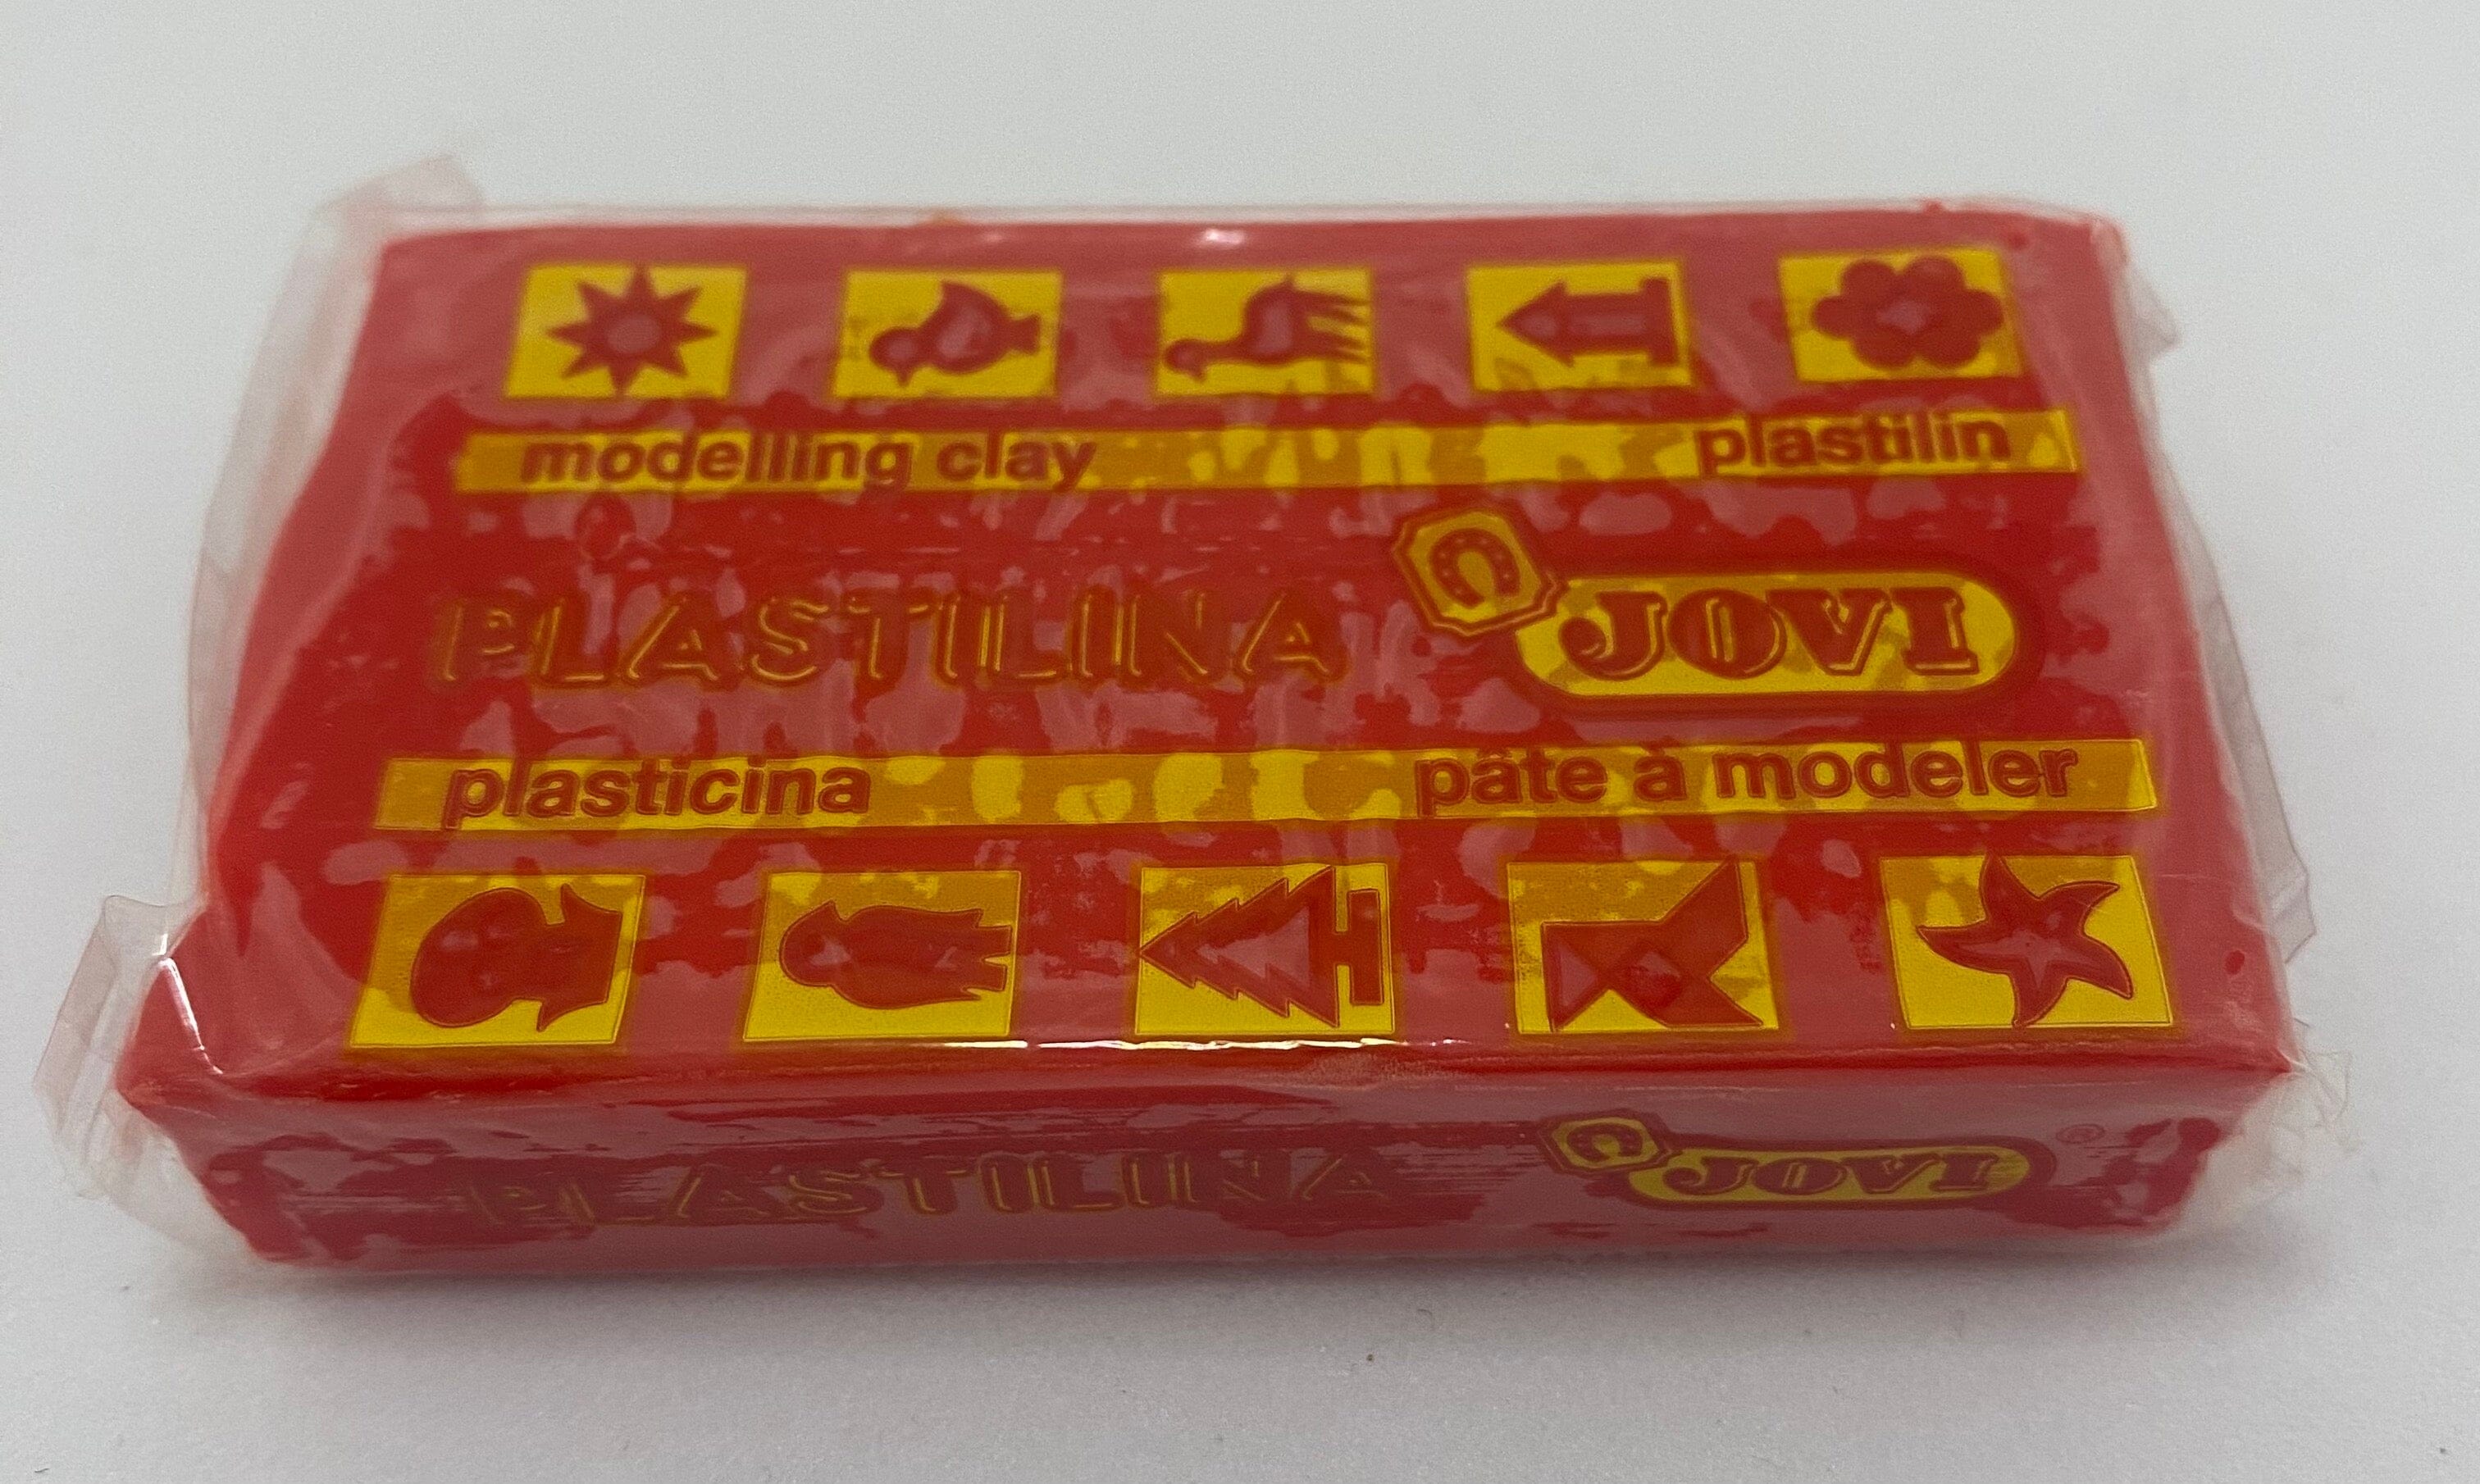 modelling clay plastilin
PLASTILINA JOVI
plasticina pâte à modeler
PLASTILINA JOVI ®